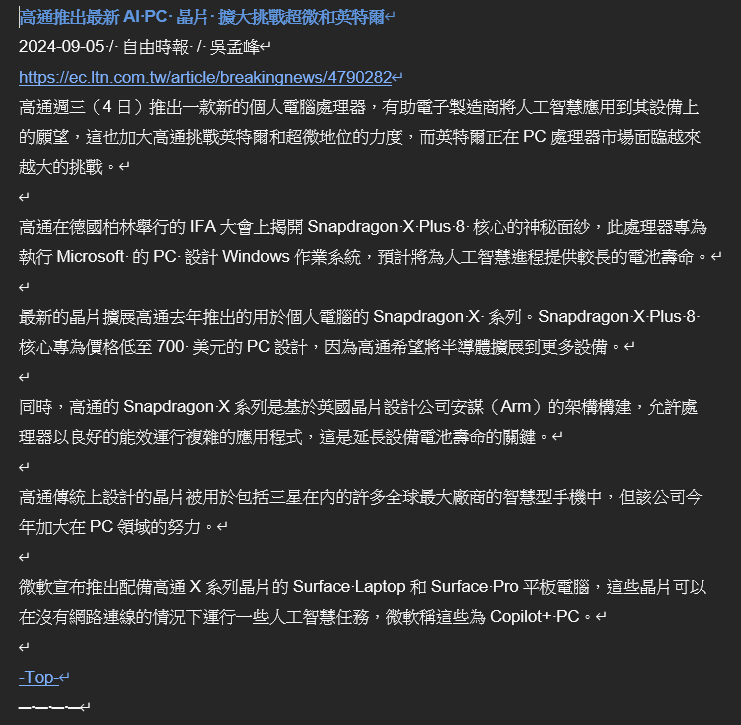 高通推出最新 AI PC 晶片 擴大挑戰超微和英特爾
2024-09-05 / 自由時報 / 吳孟峰
https://ec.ltn.com.tw/article/breakingnews/4790282
高通週三（4 日）推出一款新的個人電腦處理器，有助電子製造商將人工智慧應用到其設備上
的願望，這也加大高通挑戰英特爾和超微地位的力度，而英特爾正在 PC 處理器市場面臨越來
越大的挑戰。
高通在德國柏林舉行的 IFA 大會上揭開 Snapdragon X Plus 8 核心的神秘面紗，此處理器專為
執行 Microsoft 的 PC 設計 Windows 作業系統，預計將為人工智慧進程提供較長的電池壽命。
最新的晶片擴展高通去年推出的用於個人電腦的 Snapdragon X 系列。Snapdragon X Plus 8
核心專為價格低至 700 美元的 PC 設計，因為高通希望將半導體擴展到更多設備。
同時，高通的 Snapdragon X 系列是基於英國晶片設計公司安謀（Arm）的架構構建，允許處
理器以良好的能效運行複雜的應用程式，這是延長設備電池壽命的關鍵。
高通傳統上設計的晶片被用於包括三星在內的許多全球最大廠商的智慧型手機中，但該公司今
年加大在 PC 領域的努力。
微軟宣布推出配備高通 X 系列晶片的 Surface Laptop 和 Surface Pro 平板電腦，這些晶片可以
在沒有網路連線的情況下運行一些人工智慧任務，微軟稱這些為 Copilot+ PC。
-Top-
— — — —